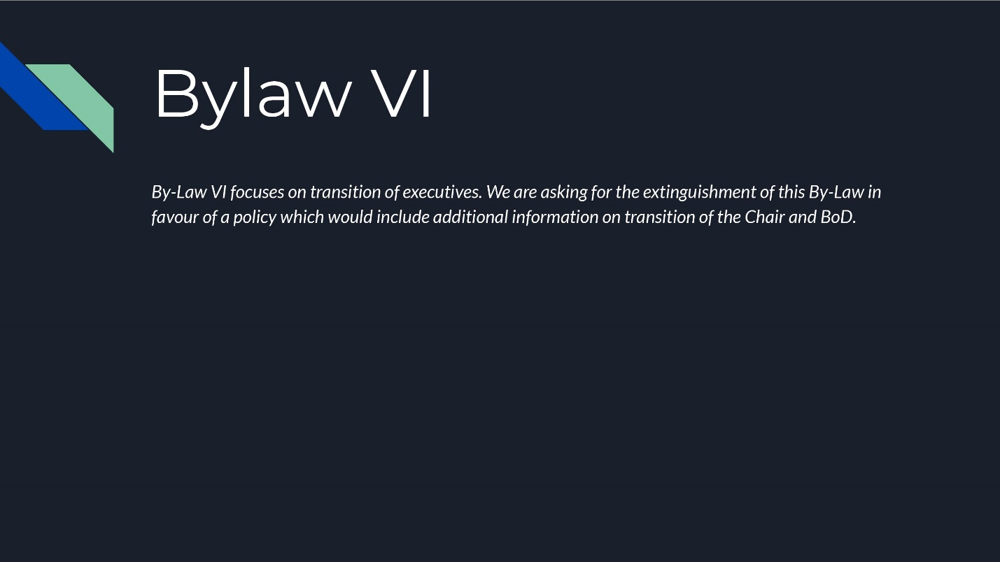 Bylaw VI
By-Law VI focuses on transition of executives. We are asking for the extinguishment of this By-Law in
favour of a policy which would include additional information on transition of the Chair and BoD.